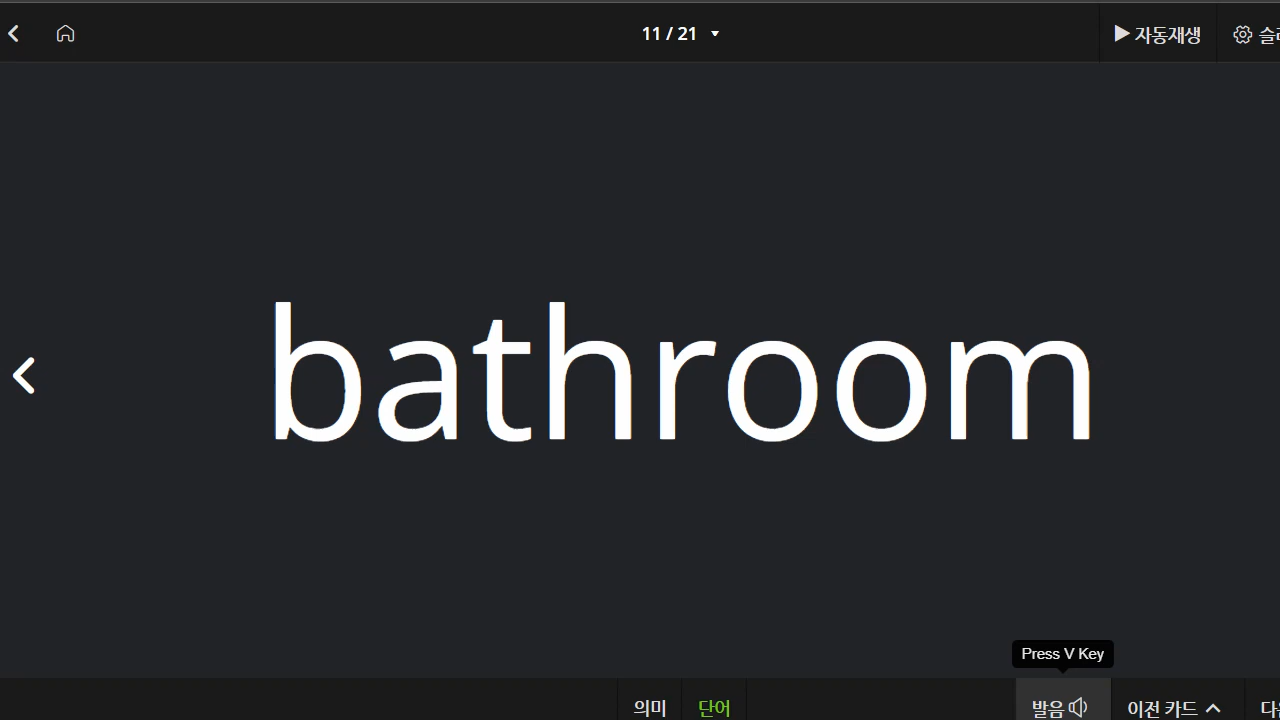 11 / 21
자동재생
bathroom
Press V Key
의미
단어
발음
이전 카드